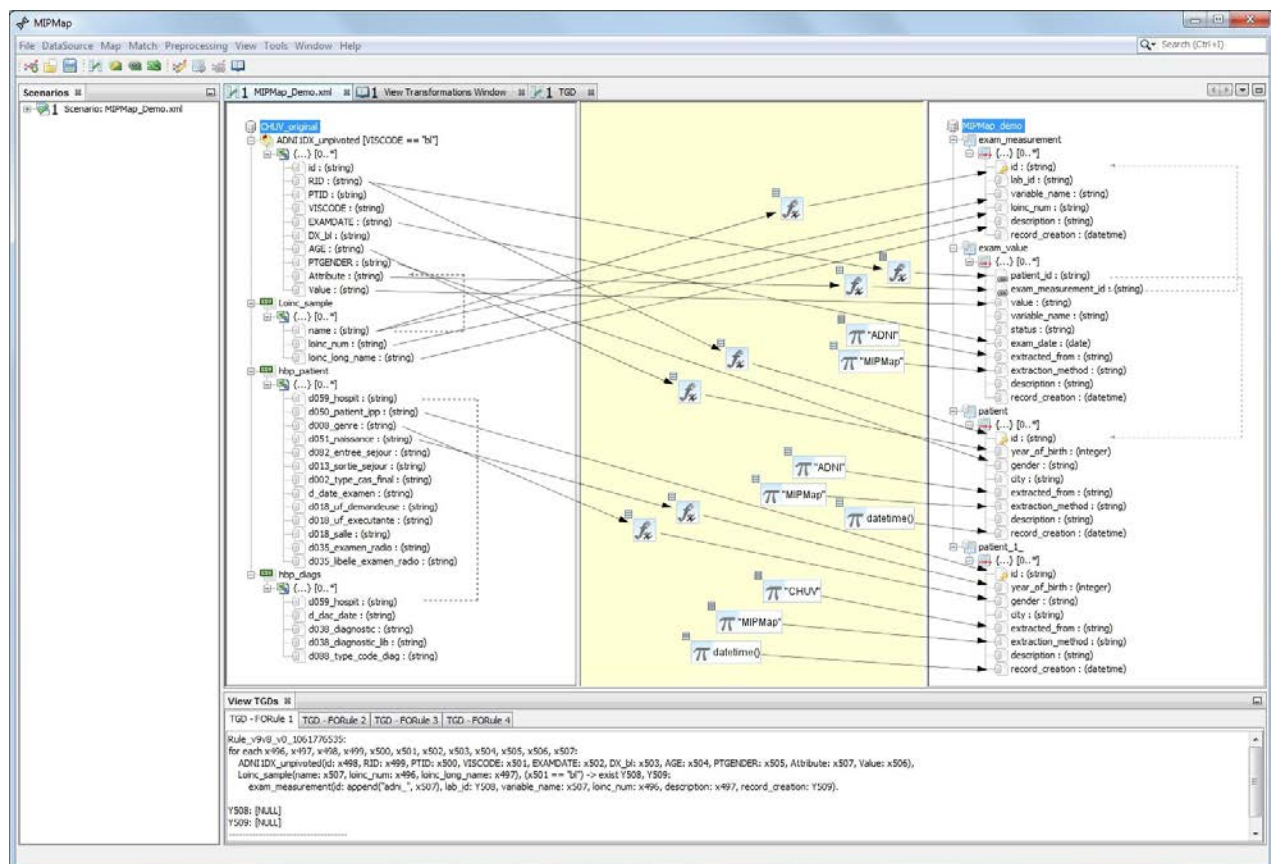 MIPMap
File DataSource Map Match Preprocessing View Tools Window Help
Search (Ctrl+I)
Scenarios
1 MIPMap_Demo.xml
1 View Transformations Window
1 TGD
1 Scenario: MIPMap_Demo.xml
CHUV_original
ADNI1DX_unpivoted [VISCODE == "bl"]
{...} [0..*]
id : (string)
RID : (string)
PTID : (string)
VISCODE : (string)
EXAMDATE : (string)
DX_bl : (string)
AGE : (string)
PTGENDER : (string)
Attribute : (string)
Value : (string)
Loinc_sample
{...} [0..*]
name : (string)
loinc_num : (string)
loinc_long_name : (string)
hbp_patient
{...} [0..*]
d059_hospit : (string)
d050_patient_ipp : (string)
d008_genre : (string)
d051_naissance : (string)
d082_entree_sejour : (string)
d013_sortie_sejour : (string)
d002_type_cas_final : (string)
d_date_examen : (string)
d018_uf_demandeuse : (string)
d018_uf_executante : (string)
d018_salle : (string)
d035_examen_radio : (string)
d035_libelle_examen_radio : (string)
hbp_diags
{...} [0..*]
d059_hospit : (string)
d_dac_date : (string)
d038_diagnostic : (string)
d038_diagnostic_lib : (string)
d088_type_code_diag : (string)
fx
fx
fx
π "ADNI"
fx
π "MIPMap"
fx
π "ADNI"
π "MIPMap"
fx
π datetime()
fx
π "CHUV"
π "MIPMap"
π datetime()
MIPMap_demo
exam_measurement
{...} [0..*]
id : (string)
lab_id : (string)
variable_name : (string)
loinc_num : (string)
description : (string)
record_creation : (datetime)
exam_value
{...} [0..*]
patient_id : (string)
exam_measurement_id : (string)
value : (string)
variable_name : (string)
status : (string)
exam_date : (date)
extracted_from : (string)
extraction_method : (string)
description : (string)
record_creation : (datetime)
patient
{...} [0..*]
id : (string)
year_of_birth : (integer)
gender : (string)
city : (string)
extracted_from : (string)
extraction_method : (string)
description : (string)
record_creation : (datetime)
patient_1_
{...} [0..*]
id : (string)
year_of_birth : (integer)
gender : (string)
city : (string)
extracted_from : (string)
extraction_method : (string)
description : (string)
record_creation : (datetime)
View TGDs
TGD - FORule 1 TGD - FORule 2 TGD - FORule 3 TGD - FORule 4
Rule_v9v8_v0_1061776535:
for each x496, x497, x498, x499, x500, x501, x502, x503, x504, x505, x506, x507:
ADNI1DX_unpivoted(id: x498, RID: x499, PTID: x500, VISCODE: x501, EXAMDATE: x502, DX_bl: x503, AGE: x504, PTGENDER: x505, Attribute: x507, Value: x506),
Loinc_sample(name: x507, loinc_num: x496, loinc_long_name: x497), (x501 == "bl") -> exist Y508, Y509:
exam_measurement(id: append("adni_", x507), lab_id: Y508, variable_name: x507, loinc_num: x496, description: x497, record_creation: Y509).
Y508: [NULL]
Y509: [NULL]